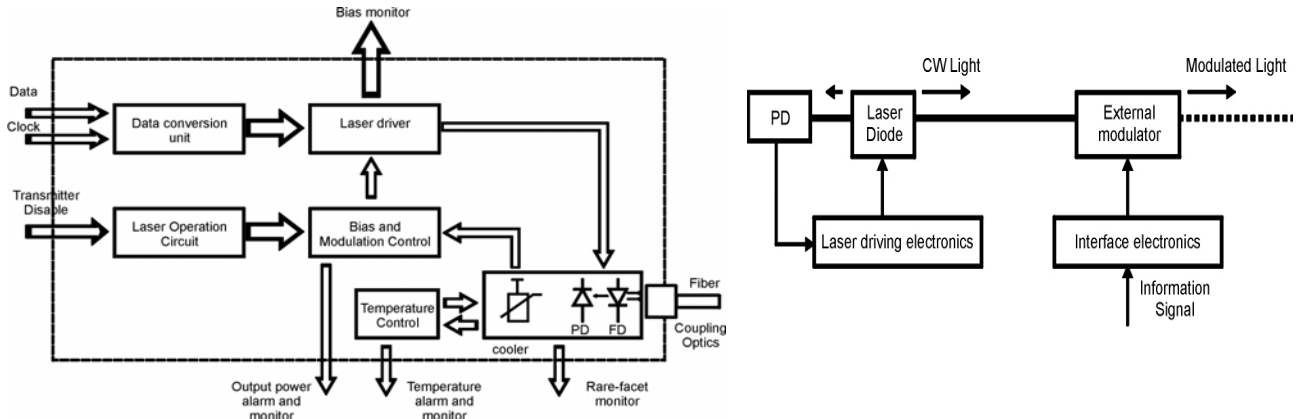 Bias monitor
Data
Clock
Data conversion
unit
Laser driver
Transmitter
Disable
Laser Operation
Circuit
Bias and
Modulation Control
Temperature
Control
PD
FD
cooler
Fiber
Coupling
Optics
Output power
alarm and
monitor
Temperature
alarm and
monitor
Rare-facet
monitor
CW Light
Modulated Light
PD
Laser
Diode
External
modulator
Laser driving electronics
Interface electronics
Information
Signal